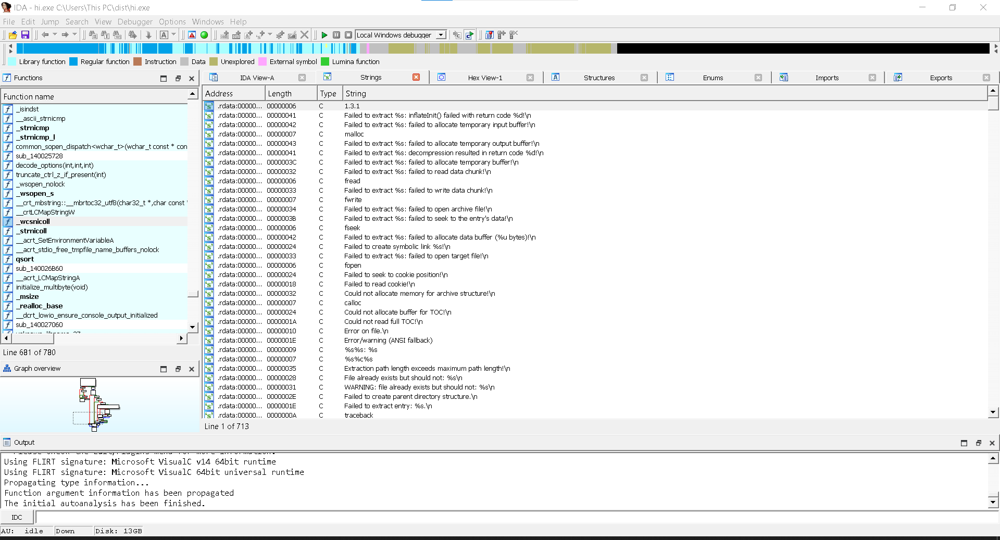 IDA - hi.exe C:\Users\This PC\dist\hi.exe
File Edit Jump Search View Debugger Options Windows Help
Local Windows debugger
Library function Regular function Instruction Data Unexplored External symbol Lumina function
Functions
Function name
_isindst
__ascii_strnicmp
_strnicmp
_strnicmp_l
common_sopen_dispatch<wchar_t>(wchar_t const * con
sub_140025728
decode_options(int,int,int)
truncate_ctrl_z_if_present(int)
_wsopen_nolock
_wsopen_s
__crt_mbstring::__mbrtoc32_utf8(char32_t *,char const *
__crtLCMapStringW
_wcsnicoll
_strnicoll
__acrt_SetEnvironmentVariableA
__acrt_stdio_free_tmpfile_name_buffers_nolock
qsort
sub_140026B60
__acrt_LCMapStringA
initialize_multibyte(void)
_msize
_realloc_base
__dcrt_lowio_ensure_console_output_initialized
sub_140027060
Line 681 of 780
Graph overview
IDA View-A Strings Hex View-1 Structures Enums Imports Exports
Address Length Type String
.rdata:00000... 00000006 C 1.3.1
.rdata:00000... 00000041 C Failed to extract %s: inflateInit() failed with return code %d!\n
.rdata:00000... 00000042 C Failed to extract %s: failed to allocate temporary input buffer!\n
.rdata:00000... 00000007 C malloc
.rdata:00000... 00000043 C Failed to extract %s: failed to allocate temporary output buffer!\n
.rdata:00000... 00000041 C Failed to extract %s: decompression resulted in return code %d!\n
.rdata:00000... 0000003C C Failed to extract %s: failed to allocate temporary buffer!\n
.rdata:00000... 00000032 C Failed to extract %s: failed to read data chunk!\n
.rdata:00000... 00000006 C fread
.rdata:00000... 00000033 C Failed to extract %s: failed to write data chunk!\n
.rdata:00000... 00000007 C fwrite
.rdata:00000... 00000034 C Failed to extract %s: failed to open archive file!\n
.rdata:00000... 0000003B C Failed to extract %s: failed to seek to the entry's data!\n
.rdata:00000... 00000006 C fseek
.rdata:00000... 00000042 C Failed to extract %s: failed to allocate data buffer (%u bytes)!\n
.rdata:00000... 00000024 C Failed to create symbolic link %s!\n
.rdata:00000... 00000033 C Failed to extract %s: failed to open target file!\n
.rdata:00000... 00000006 C fopen
.rdata:00000... 00000024 C Failed to seek to cookie position!\n
.rdata:00000... 00000018 C Failed to read cookie!\n
.rdata:00000... 00000032 C Could not allocate memory for archive structure!\n
.rdata:00000... 00000007 C calloc
.rdata:00000... 00000024 C Could not allocate buffer for TOC!\n
.rdata:00000... 0000001A C Could not read full TOC!\n
.rdata:00000... 00000010 C Error on file.\n
.rdata:00000... 0000001E C Error/warning (ANSI fallback)
.rdata:00000... 00000009 C %s%s: %s
.rdata:00000... 00000007 C %s%c%s
.rdata:00000... 00000035 C Extraction path length exceeds maximum path length!\n
.rdata:00000... 00000028 C File already exists but should not: %s\n
.rdata:00000... 00000031 C WARNING: file already exists but should not: %s\n
.rdata:00000... 0000002E C Failed to create parent directory structure.\n
.rdata:00000... 0000001E C Failed to extract entry: %s.\n
.rdata:00000... 0000000A C traceback
Line 1 of 713
Output
Please check the Edit/Plugins menu for more information.
Using FLIRT signature: Microsoft VisualC v14 64bit runtime
Using FLIRT signature: Microsoft VisualC 64bit universal runtime
Propagating type information...
Function argument information has been propagated
The initial autoanalysis has been finished.
IDC
AU: idle Down Disk: 13GB